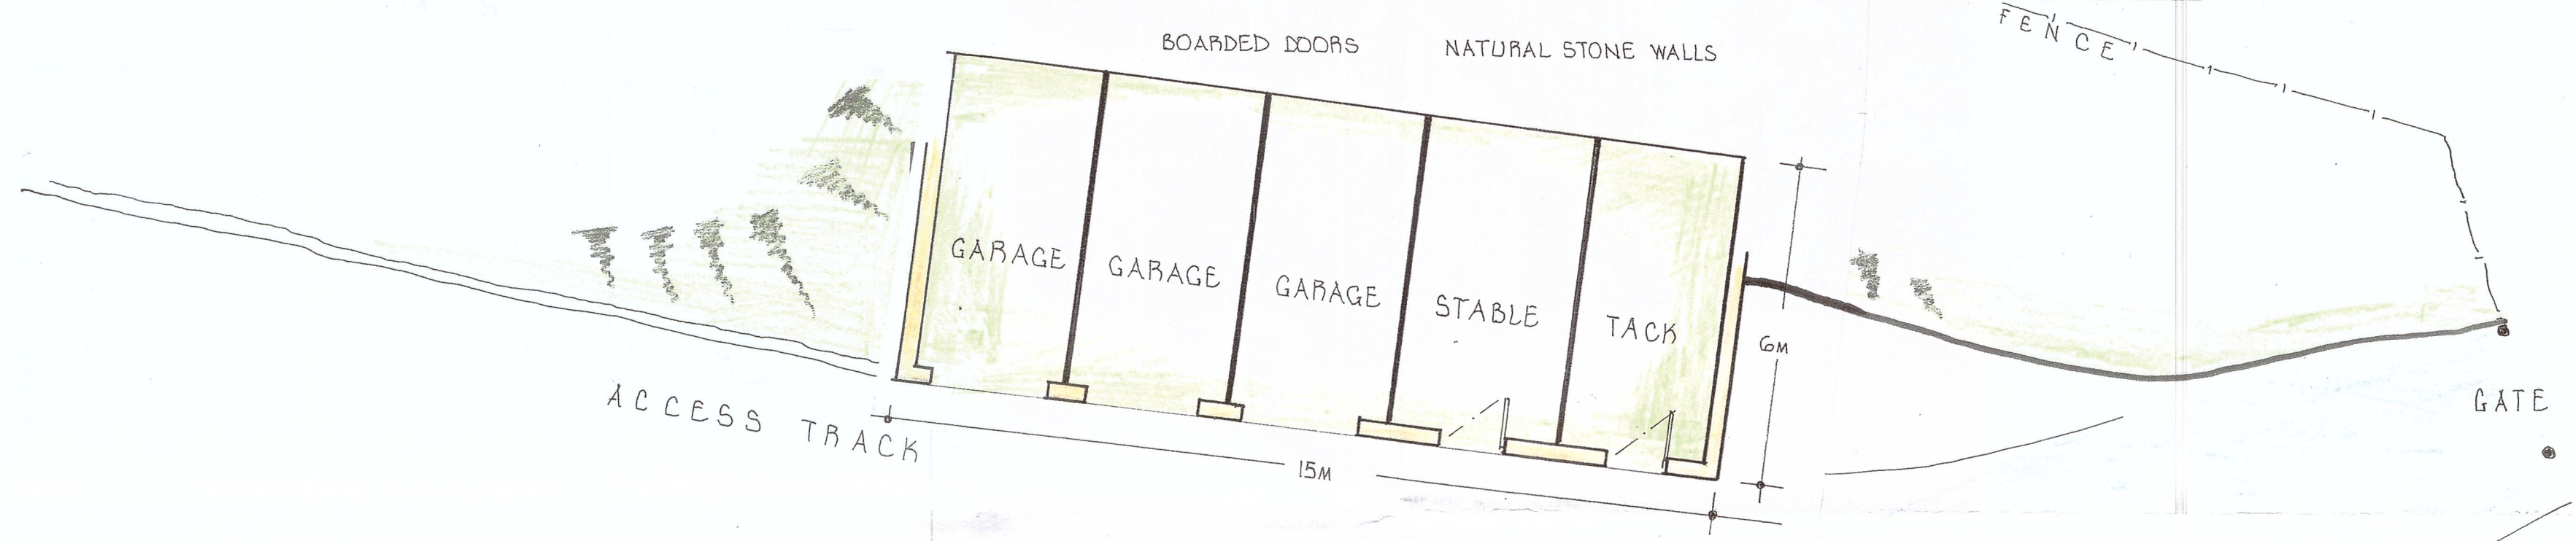 BOARDED DOORS
NATURAL STONE WALLS
FENCE
GARAGE
GARAGE
GARAGE
STABLE
TACK
6M
GATE
ACCESS TRACK
15M